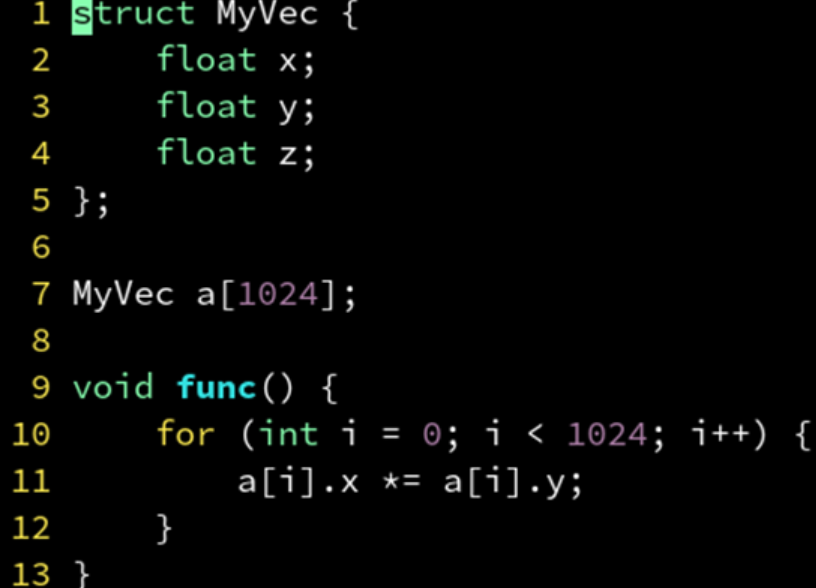 1 struct MyVec {
2     float x;
3     float y;
4     float z;
5 };
6
7 MyVec a[1024];
8
9 void func() {
10     for (int i = 0; i < 1024; i++) {
11         a[i].x *= a[i].y;
12     }
13 }